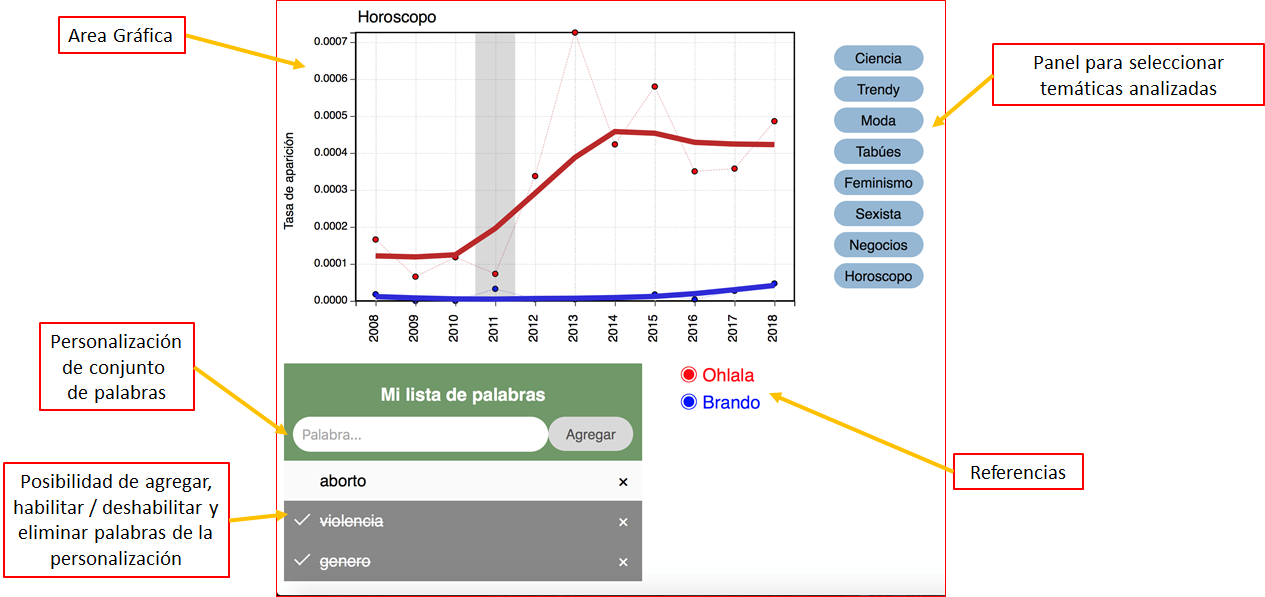 Horoscopo
Area Gráfica
0.0007
0.0006
0.0005
0.0004
0.0003
0.0002
0.0001
0.0000
Tasa de aparición
2008
2009
2010
2011
2012
2013
2014
2015
2016
2017
2018
Ciencia
Trendy
Moda
Tabúes
Feminismo
Sexista
Negocios
Horoscopo
Panel para seleccionar
temáticas analizadas
Personalización
de conjunto
de palabras
Mi lista de palabras
Palabra...
Agregar
aborto ×
violencia ×
genero ×
Ohlala
Brando
Referencias
Posibilidad de agregar,
habilitar / deshabilitar y
eliminar palabras de la
personalización